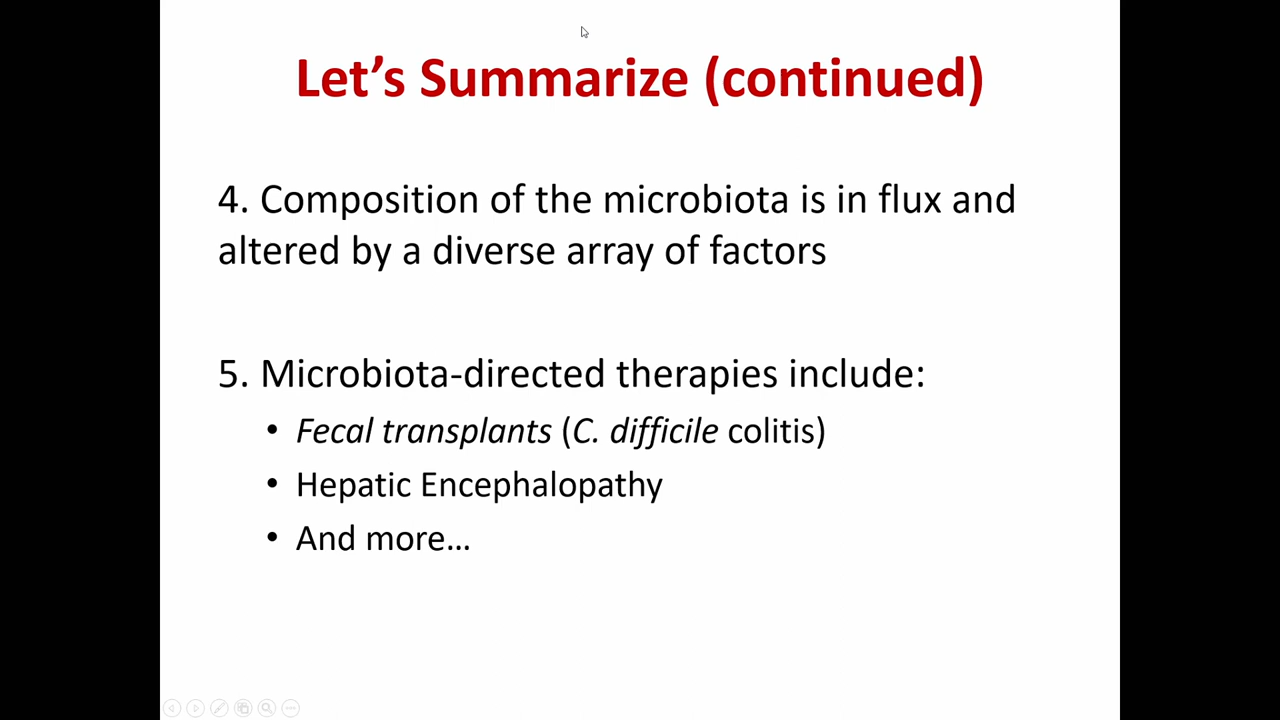 Let’s Summarize (continued)
4. Composition of the microbiota is in flux and
altered by a diverse array of factors
5. Microbiota-directed therapies include:
• Fecal transplants (C. difficile colitis)
• Hepatic Encephalopathy
• And more…